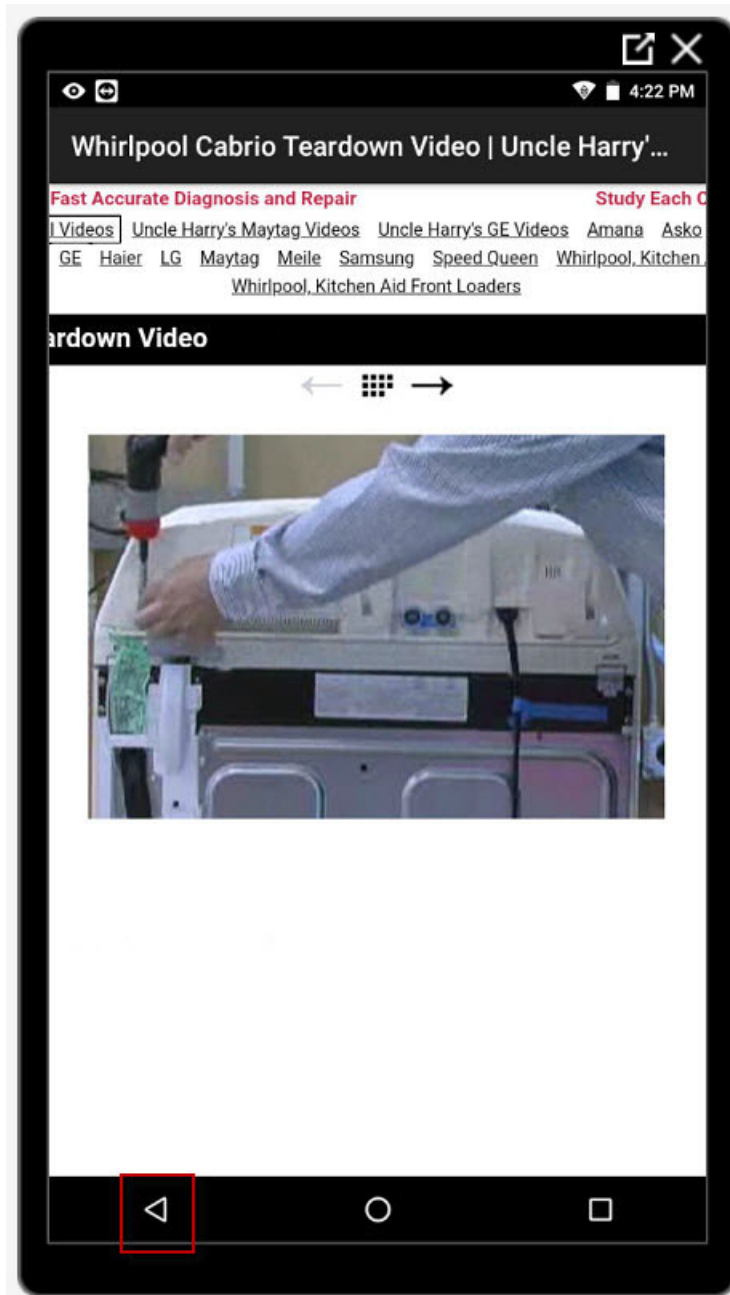 4:22 PM
Whirlpool Cabrio Teardown Video | Uncle Harry'...
Fast Accurate Diagnosis and Repair Study Each C
l Videos Uncle Harry's Maytag Videos Uncle Harry's GE Videos Amana Asko
GE Haier LG Maytag Meile Samsung Speed Queen Whirlpool, Kitchen
Whirlpool, Kitchen Aid Front Loaders
ardown Video